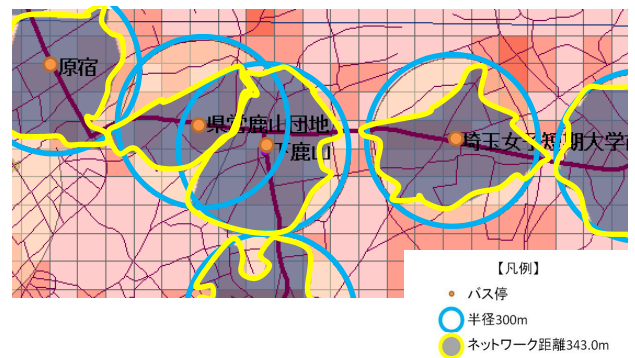 原宿
県営鹿山団地
下鹿山
埼玉女子短期大学前
【凡例】
バス停
半径300m
ネットワーク距離343.0m